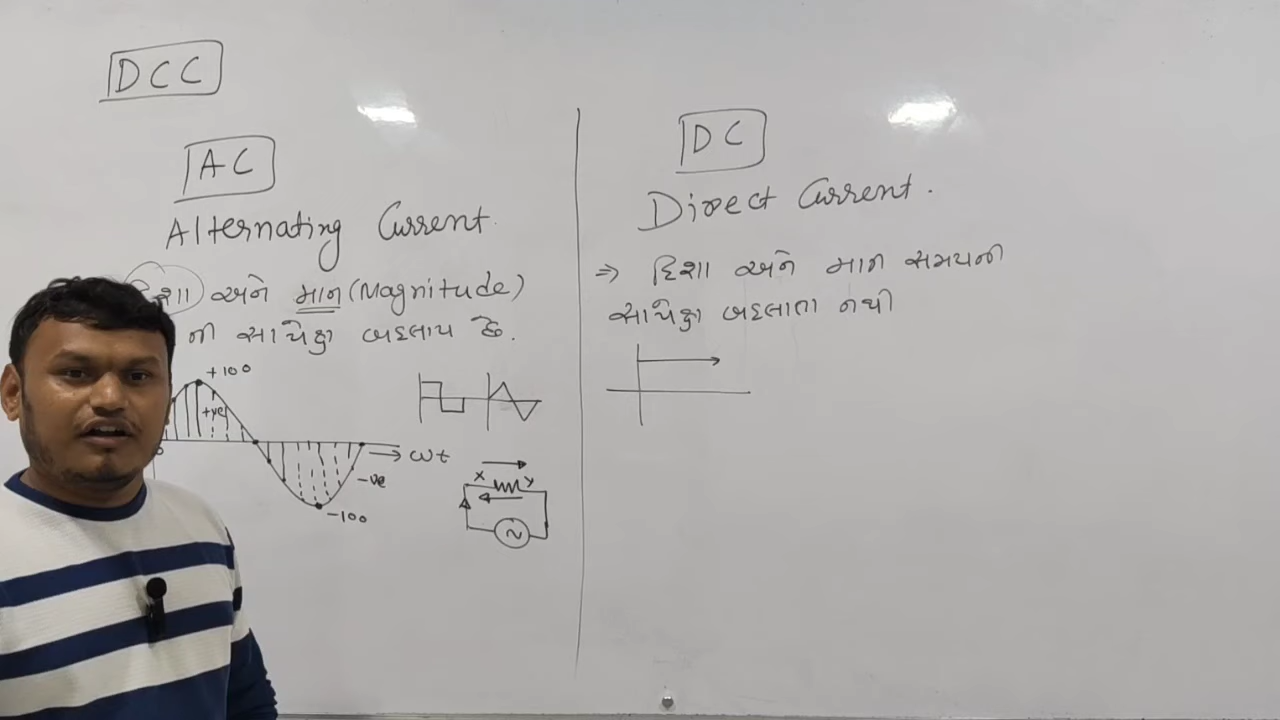 DCC
AC
Alternating Current.
દિશા અને માન (Magnitude)
ની સાપેક્ષ બદલાય છે.
+100
+ve
0
ωt
-ve
-100
X
Y
~
DC
Direct Current.
⇒ દિશા અને માન સમયની
સાપેક્ષ બદલાતા નથી